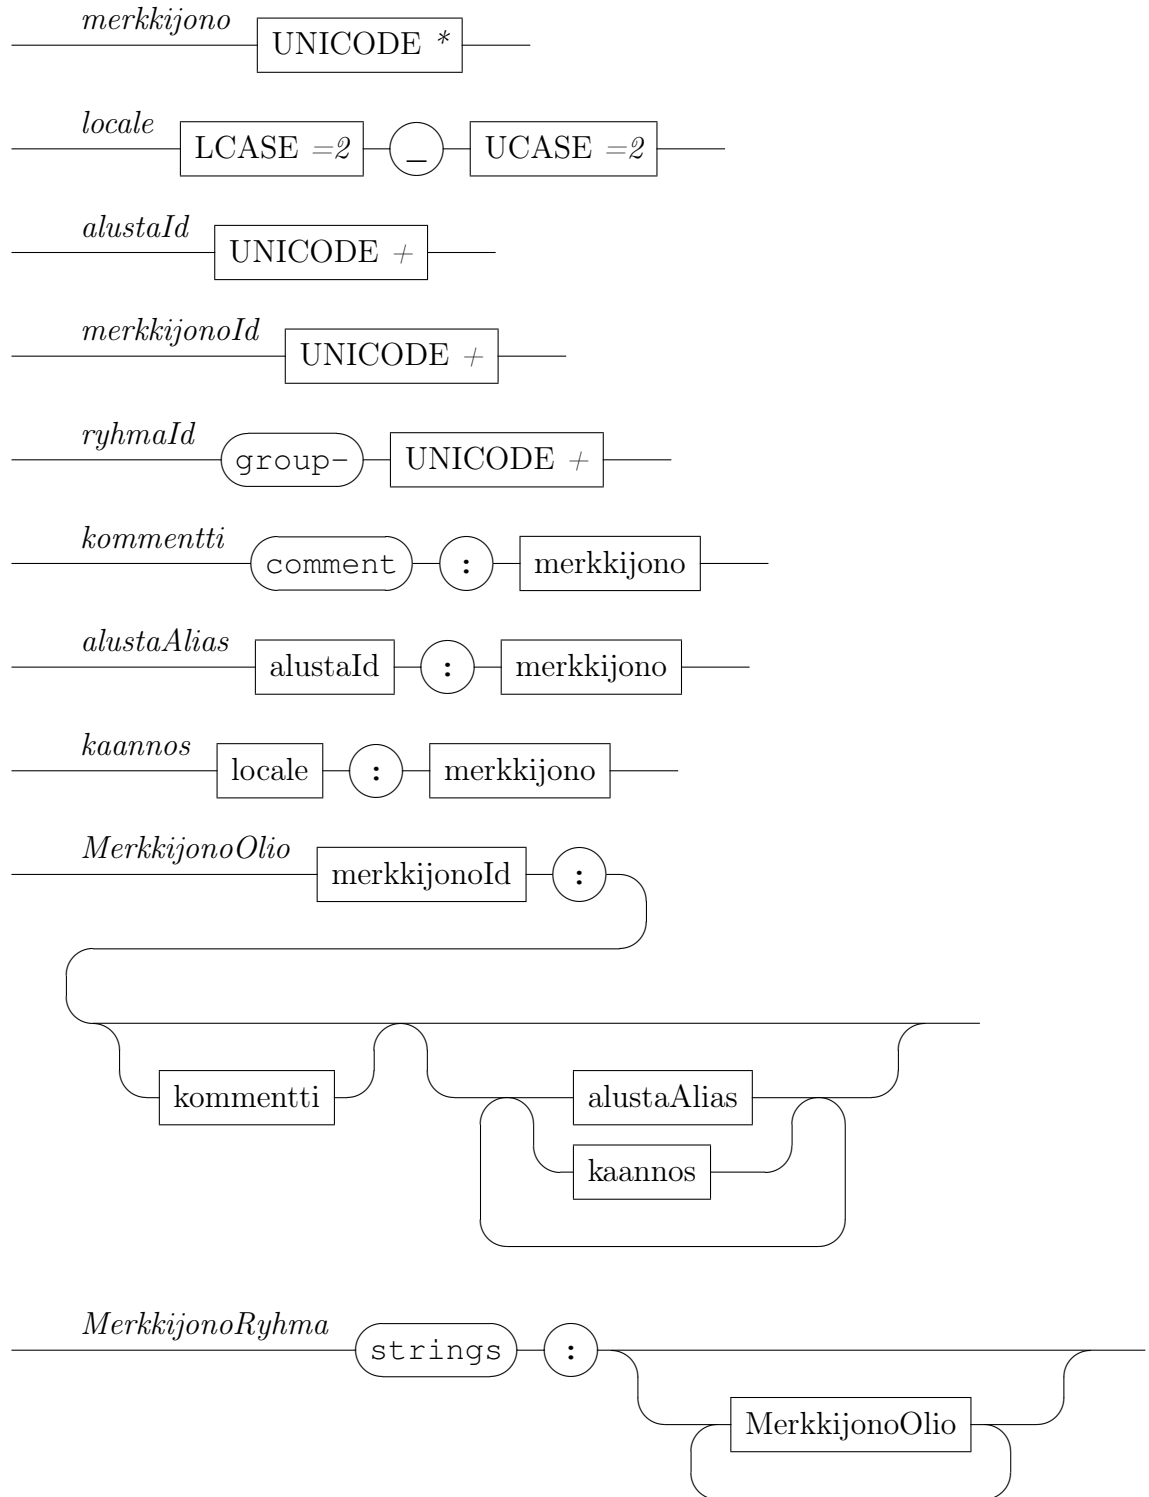 merkkijono UNICODE *
locale LCASE =2 _ UCASE =2
alustaId UNICODE +
merkkijonoId UNICODE +
ryhmaId group- UNICODE +
kommentti comment : merkkijono
alustaAlias alustaId : merkkijono
kaannos locale : merkkijono
MerkkijonoOlio merkkijonoId :
kommentti alustaAlias
kaannos
MerkkijonoRyhma strings :
MerkkijonoOlio